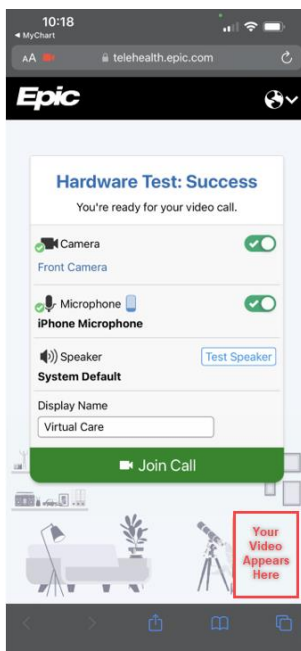 10:18
◀ MyChart
AA telehealth.epic.com
Epic
Hardware Test: Success
You're ready for your video call.
Camera
Front Camera
Microphone
iPhone Microphone
Speaker
Test Speaker
System Default
Display Name
Virtual Care
Join Call
Your
Video
Appears
Here